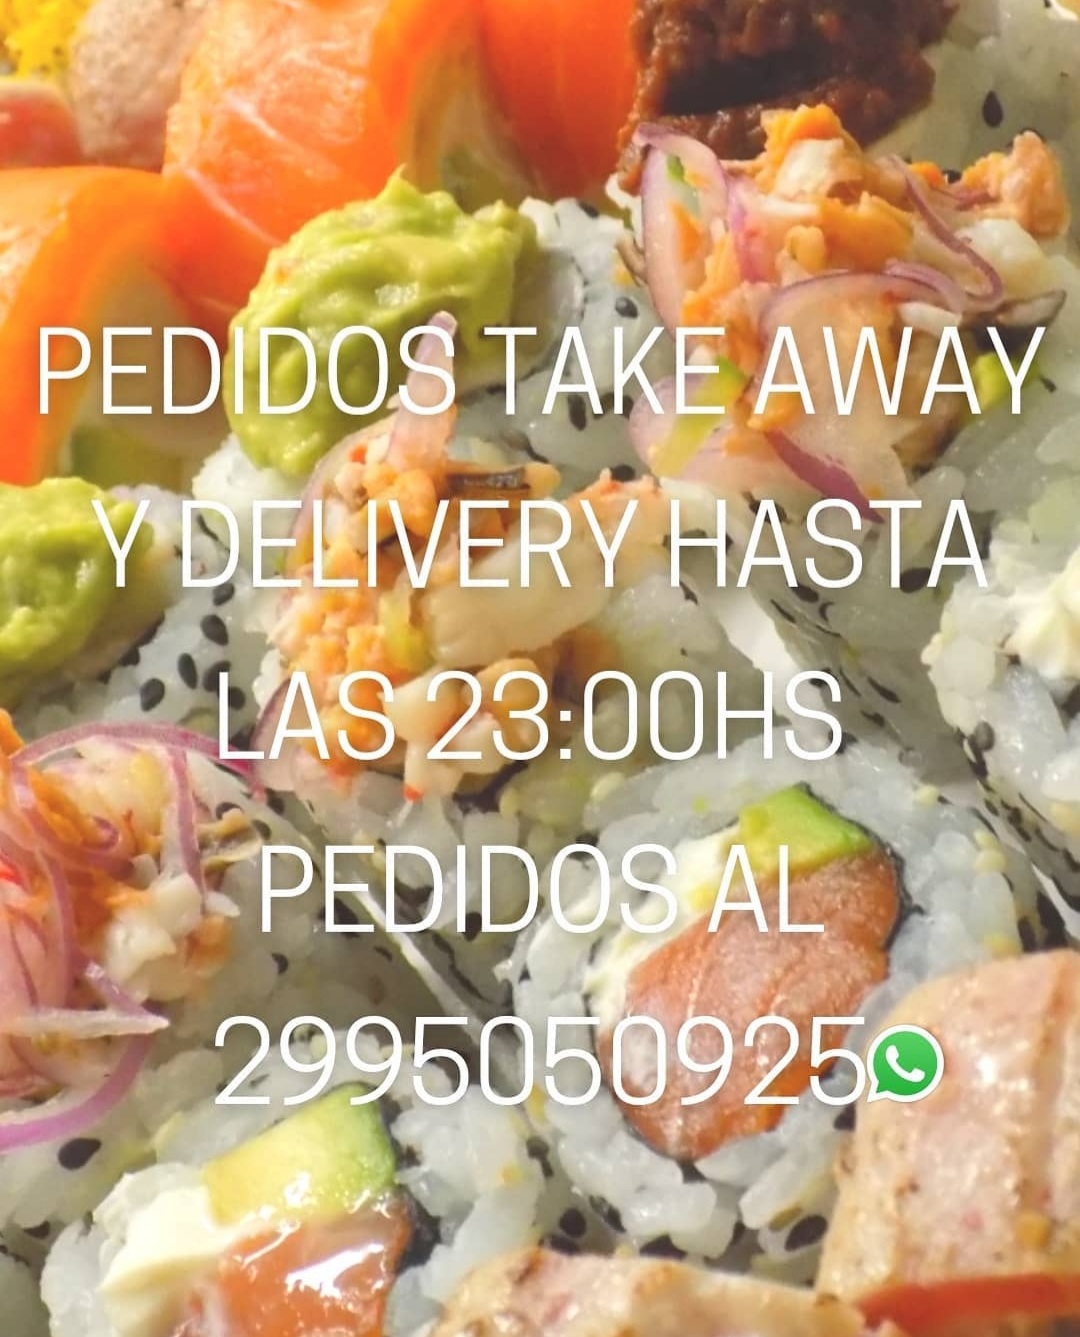 PEDIDOS TAKE AWAY
Y DELIVERY HASTA
LAS 23:00HS
PEDIDOS AL
2995050925